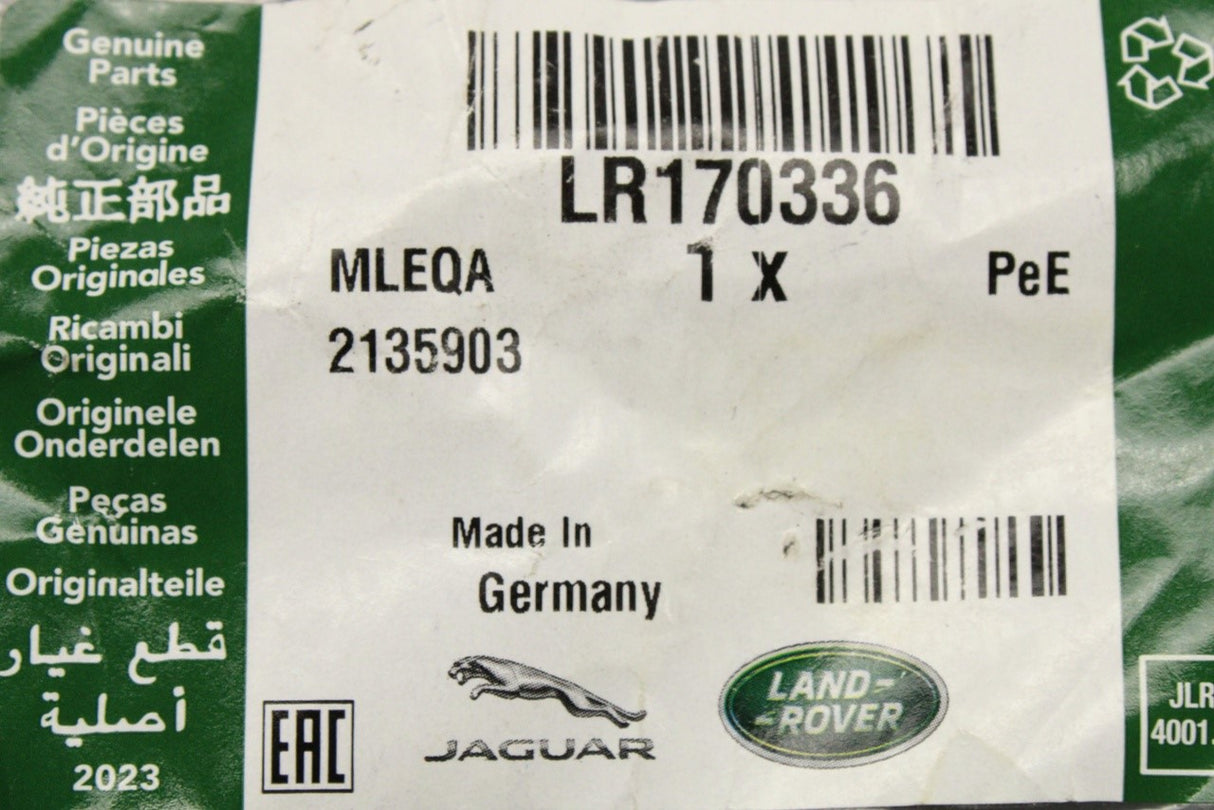 Genuine
Parts
Pièces
d'Origine
純正部品
Piezas
Originales
Ricambi
Originali
Originele
Onderdelen
Peças
Genuinas
Originalteile
قطع غيار
أصلية
2023
LR170336
MLEQA 1 x PeE
2135903
Made In
Germany
EAC
JAGUAR
LAND-
-ROVER
JLR
4001.